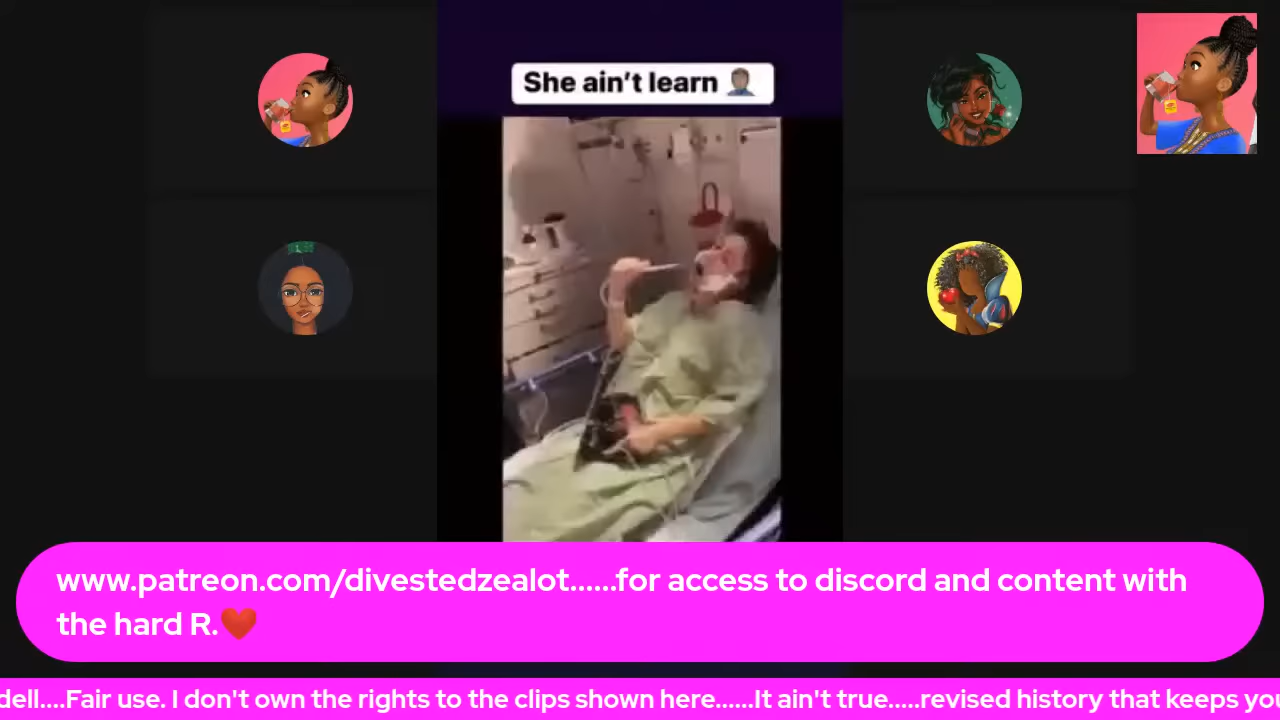 She ain't learn 🤦🏽‍♂️
www.patreon.com/divestedzealot......for access to discord and content with
the hard R.❤️
dell....Fair use. I don't own the rights to the clips shown here......It ain't true.....revised history that keeps you